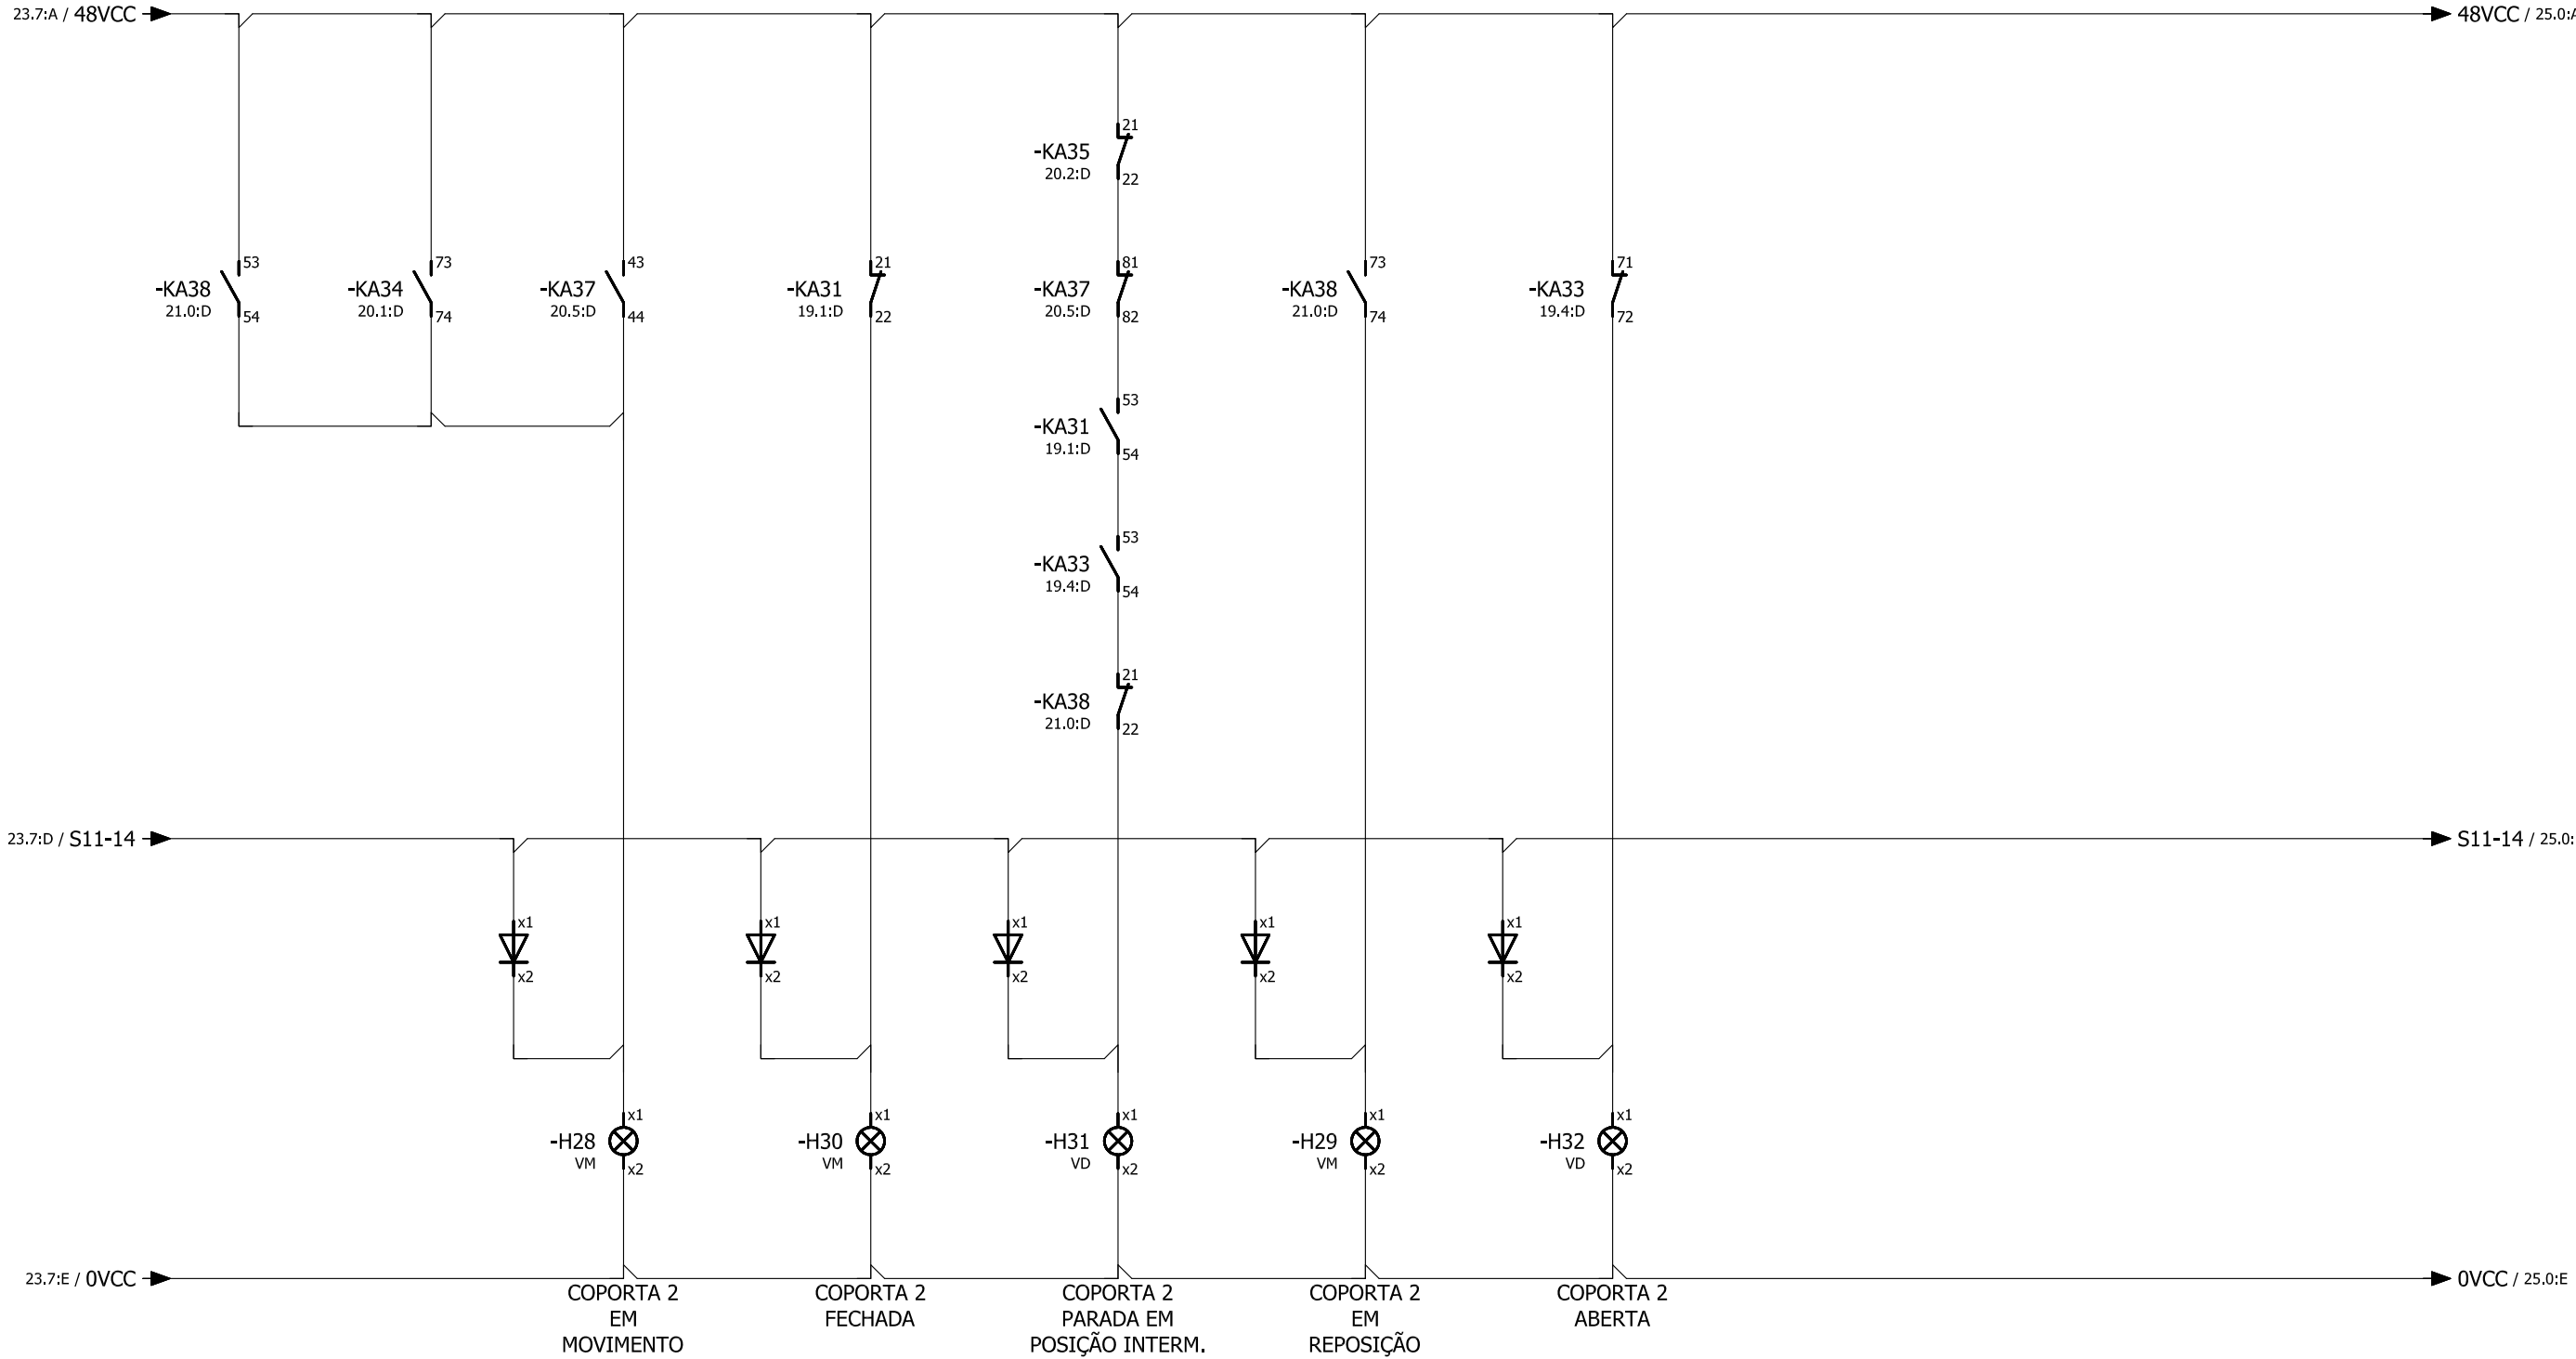 23.7:A / 48VCC
48VCC / 25.0:A
21
-KA35
20.2:D
22
53
-KA38
21.0:D
54
73
-KA34
20.1:D
74
43
-KA37
20.5:D
44
21
-KA31
19.1:D
22
81
-KA37
20.5:D
82
73
-KA38
21.0:D
74
71
-KA33
19.4:D
72
53
-KA31
19.1:D
54
53
-KA33
19.4:D
54
21
-KA38
21.0:D
22
23.7:D / S11-14
S11-14 / 25.0:
x1
x2
x1
x2
x1
x2
x1
x2
x1
x2
x1
-H28
VM
x2
x1
-H30
VM
x2
x1
-H31
VD
x2
x1
-H29
VM
x2
x1
-H32
VD
x2
23.7:E / 0VCC
0VCC / 25.0:E
COPORTA 2
EM
MOVIMENTO
COPORTA 2
FECHADA
COPORTA 2
PARADA EM
POSIÇÃO INTERM.
COPORTA 2
EM
REPOSIÇÃO
COPORTA 2
ABERTA